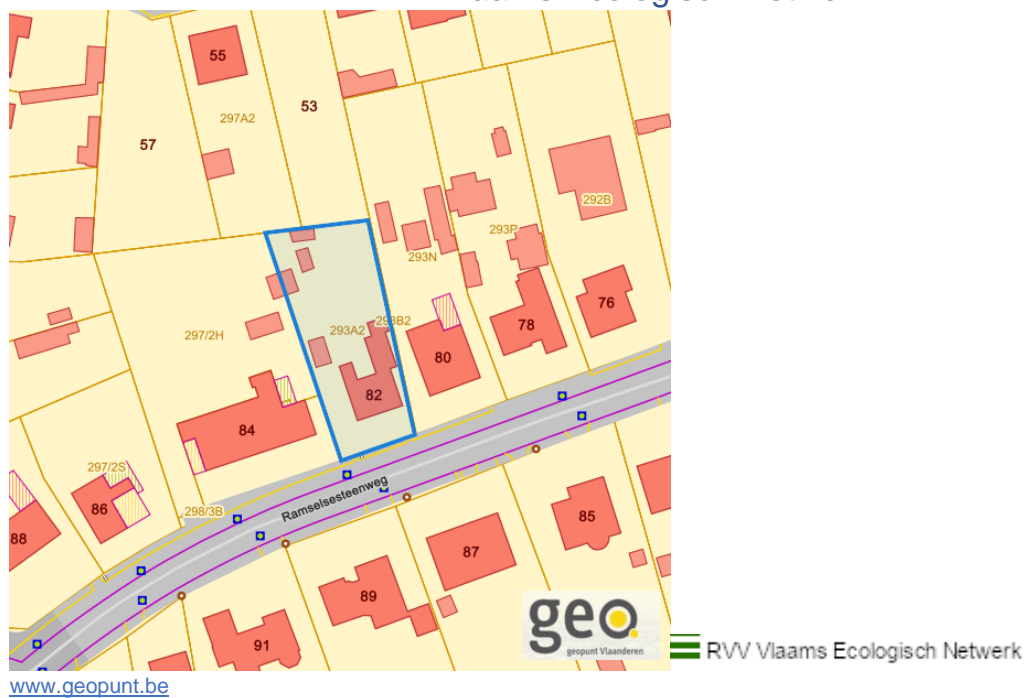 55
53
297A2
57
292B
293P
293N
76
297/2H
293A2
293B2
78
80
82
84
297/2S
Ramselsesteenweg
86
298/3B
85
88
87
89
91
geo
geopunt Vlaanderen
RVV Vlaams Ecologisch Netwerk
www.geopunt.be